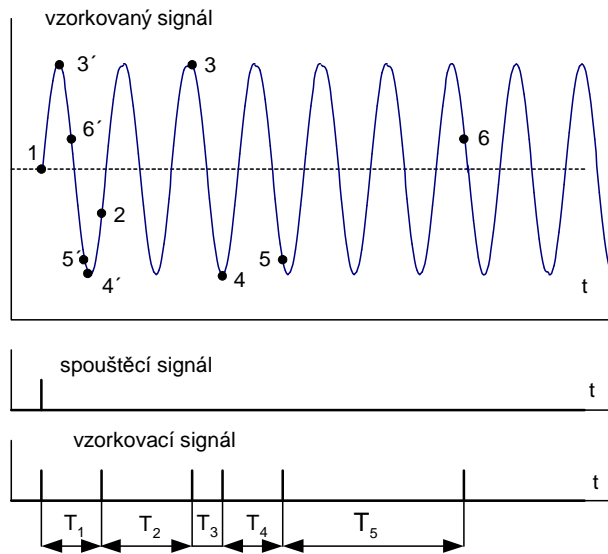 vzorkovaný signál
3´
3
6´
6
1
2
5´
5
4´
4
t
spouštěcí signál
t
vzorkovací signál
t
T1 T2 T3 T4 T5